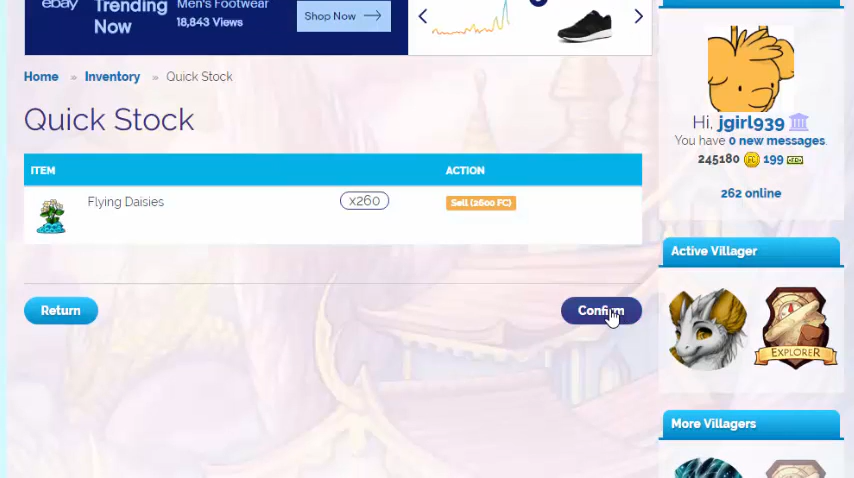 ebay
Trending
Now
Men's Footwear
18,843 Views
Shop Now
Home » Inventory » Quick Stock
Quick Stock
ITEM ACTION
Flying Daisies x260 Sell (2600 FC)
Return Confirm
Hi, jgirl939
You have 0 new messages.
245180 FC 199
262 online
Active Villager
EXPLORER
More Villagers